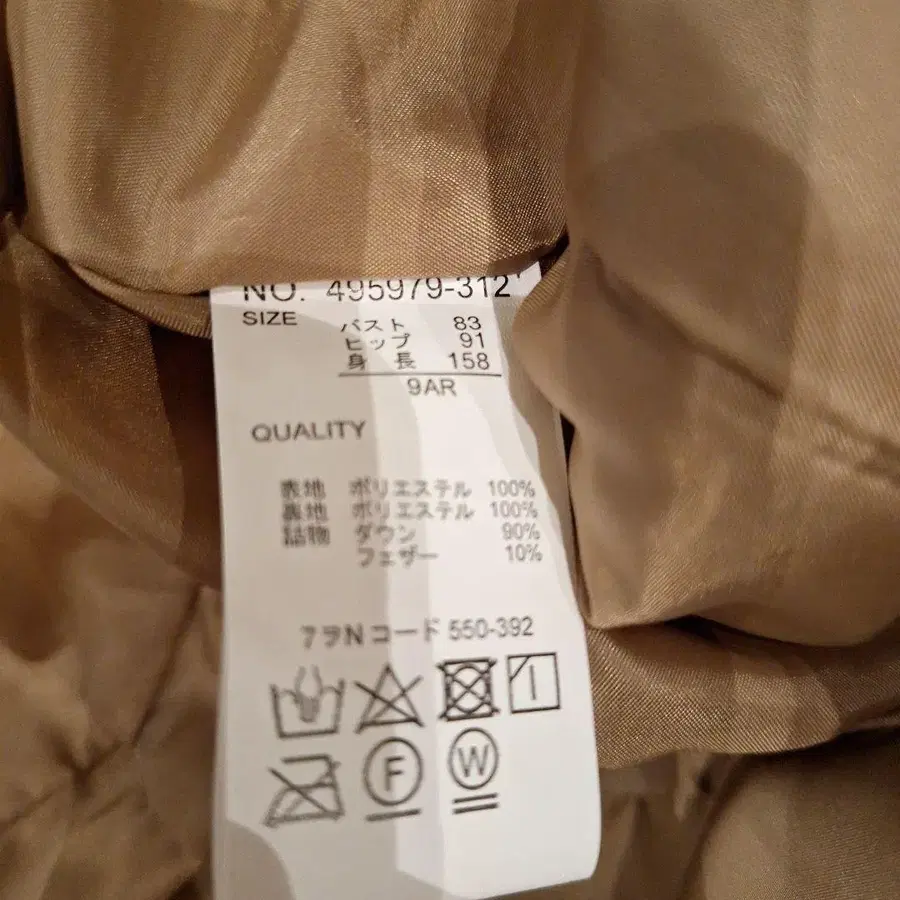 NO. 495979-312
SIZE バスト 83
ヒップ 91
身長 158
9AR
QUALITY
表地 ポリエステル 100%
裏地 ポリエステル 100%
詰物 ダウン 90%
フェザー 10%
7ヲNコード 550-392
F W